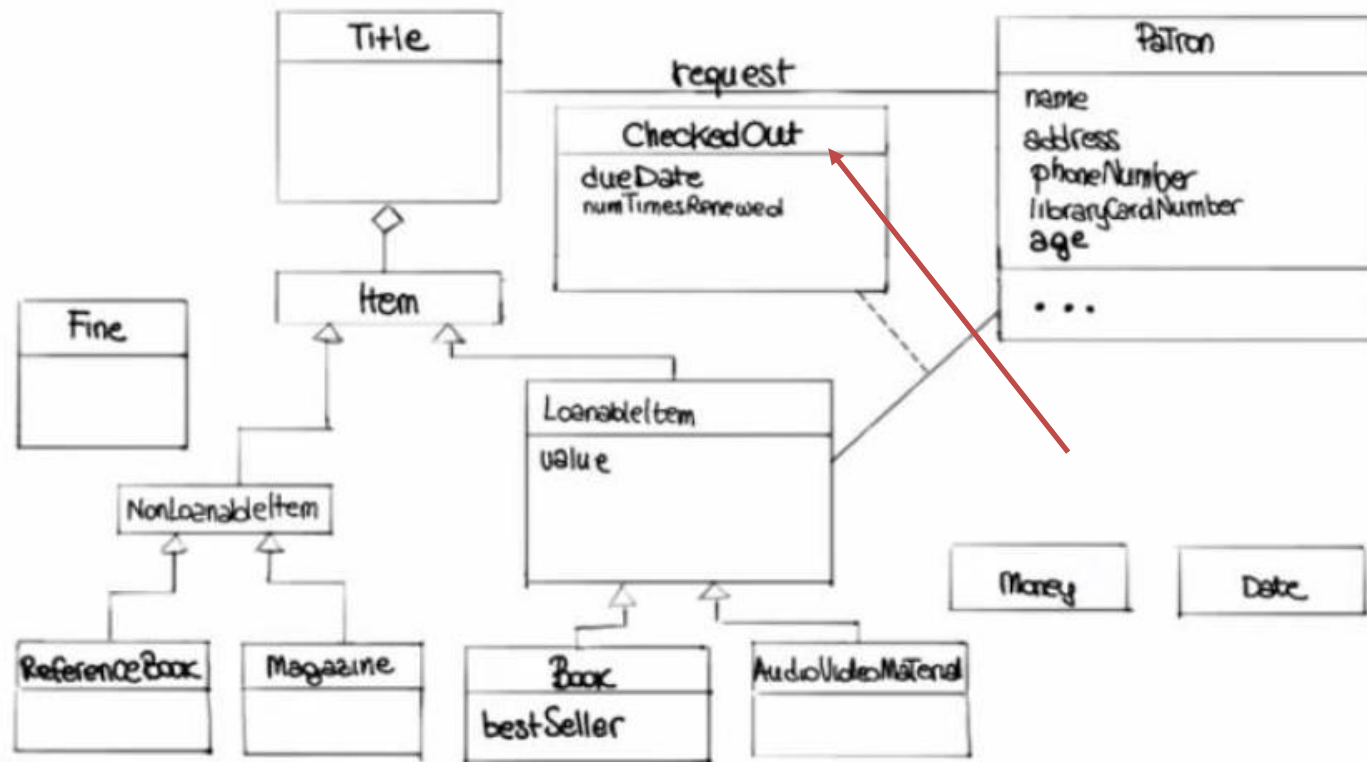 Title
request
PaTron
name
address
phoneNumber
libraryCardNumber
age
...
CheckedOut
dueDate
numTimesRenewed
Item
Fine
LoanableItem
value
NonLoanableItem
Money
Date
ReferenceBook
Magazine
Book
bestSeller
AudioVideoMaTerial